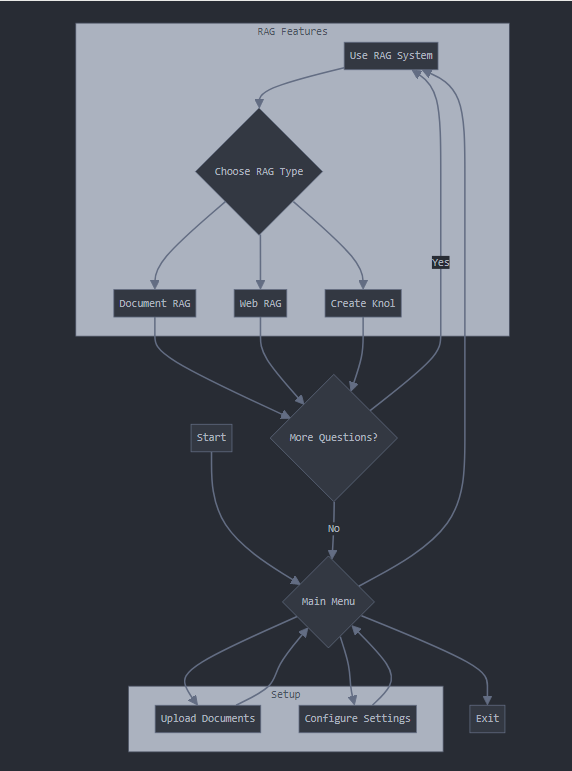 RAG Features
Use RAG System
Choose RAG Type
Yes
Document RAG
Web RAG
Create Knol
Start
More Questions?
No
Main Menu
Setup
Upload Documents
Configure Settings
Exit